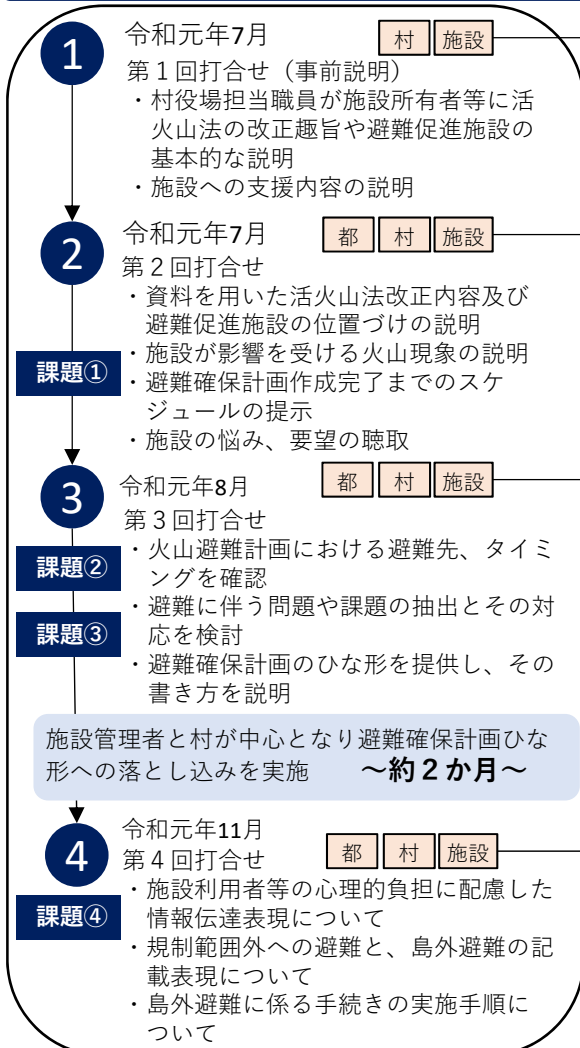 1
令和元年7月
村 施設
第１回打合せ（事前説明）
・村役場担当職員が施設所有者等に活
火山法の改正趣旨や避難促進施設の
基本的な説明
・施設への支援内容の説明
2
令和元年7月
都 村 施設
第２回打合せ
・資料を用いた活火山法改正内容及び
避難促進施設の位置づけの説明
・施設が影響を受ける火山現象の説明
課題①
・避難確保計画作成完了までのスケ
ジュールの提示
・施設の悩み、要望の聴取
3
令和元年8月
都 村 施設
第３回打合せ
課題②
・火山避難計画における避難先、タイミ
ングを確認
課題③
・避難に伴う問題や課題の抽出とその対
応を検討
・避難確保計画のひな形を提供し、その
書き方を説明
施設管理者と村が中心となり避難確保計画ひな
形への落とし込みを実施 ～約２か月～
4
令和元年11月
都 村 施設
第４回打合せ
課題④
・施設利用者等の心理的負担に配慮した
情報伝達表現について
・規制範囲外への避難と、島外避難の記
載表現について
・島外避難に係る手続きの実施手順に
ついて